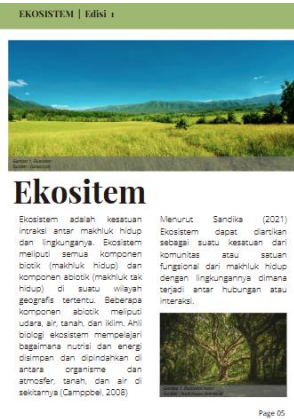 EKOSISTEM | Edisi 1
Ekositem
Ekosistem adalah kesatuan
intraksi antar makhluk hidup
dan lingkunganya. Ekosistem
meliputi semua komponen
biotik (makhluk hidup) dan
komponen abiotik (makhluk tak
hidup) di suatu wilayah
geografis tertentu. Beberapa
komponen abiotik meliputi
udara, air, tanah, dan iklim. Ahli
biologi ekosistem mempelajari
bagaimana nutrisi dan energi
disimpan dan dipindahkan di
antara organisme dan
atmosfer, tanah, dan air di
sekitarnya (Camppbel, 2008)
Menurut Sandika (2021)
Ekosistem dapat diartikan
sebagai suatu kesatuan dari
komunitas atau satuan
fungsional dari makhluk hidup
dengan lingkungannya dimana
terjadi antar hubungan atau
interaksi.
Page 05